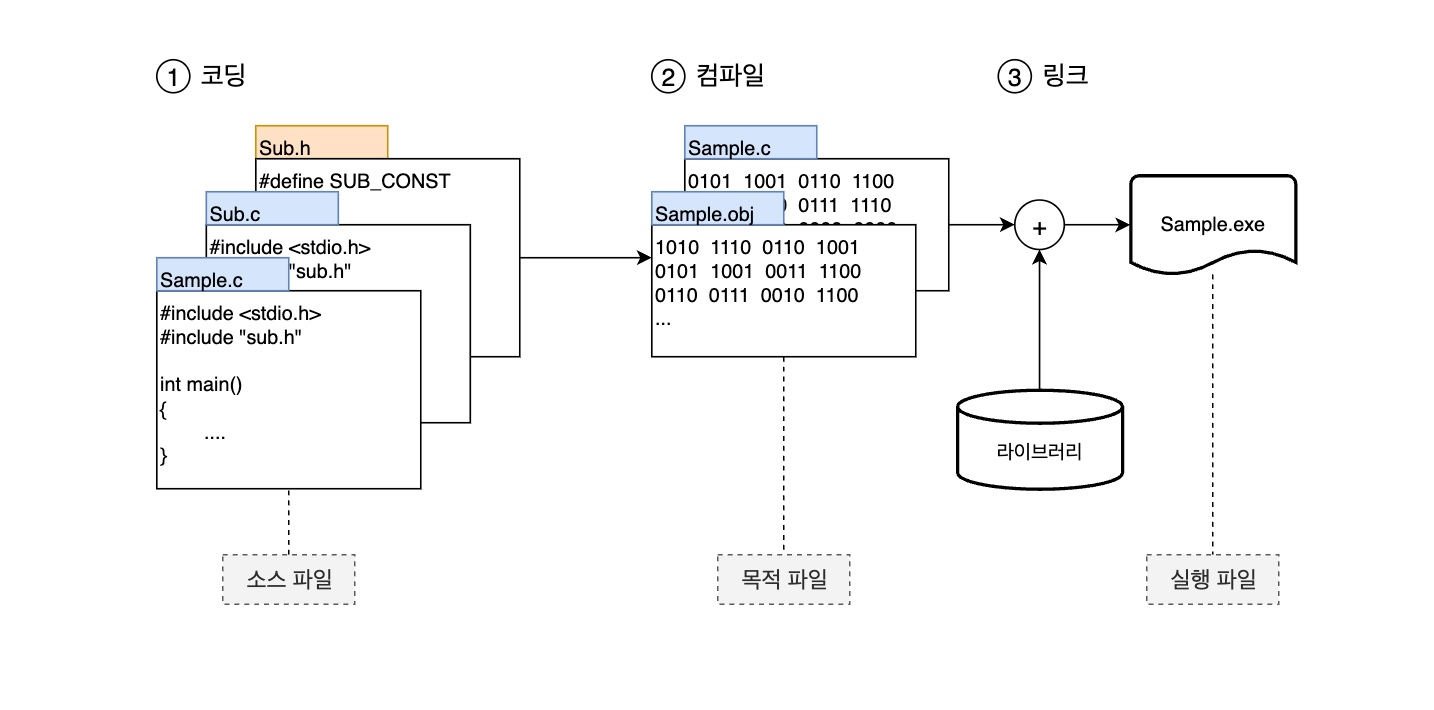 ① 코딩
② 컴파일
③ 링크
Sub.h
#define SUB_CONST
Sub.c
#include <stdio.h>
"sub.h"
Sample.c
#include <stdio.h>
#include "sub.h"
int main()
{
....
}
소스 파일
Sample.c
0101 1001 0110 1100
0111 1110
Sample.obj
1010 1110 0110 1001
0101 1001 0011 1100
0110 0111 0010 1100
...
목적 파일
+
라이브러리
Sample.exe
실행 파일